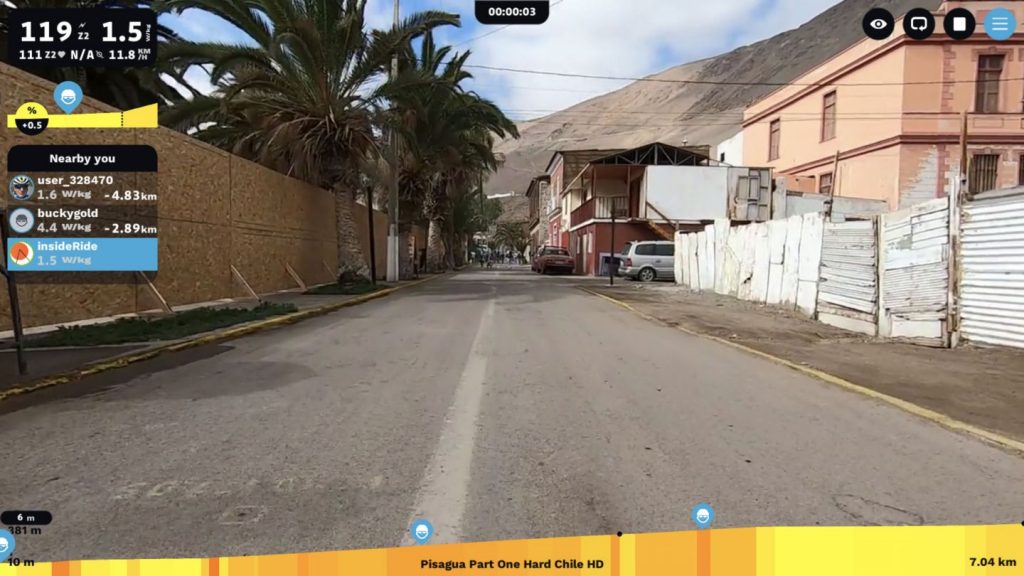 00:00:03
119 Z2 1.5 W/kg
111 Z2 N/A 11.8 KM/H
%
+0.5
Nearby you
user_328470
1.6 W/kg -4.83km
buckygold
4.4 W/kg -2.89km
insideRide
1.5 W/kg
6 m
381 m
10 m
Pisagua Part One Hard Chile HD
7.04 km